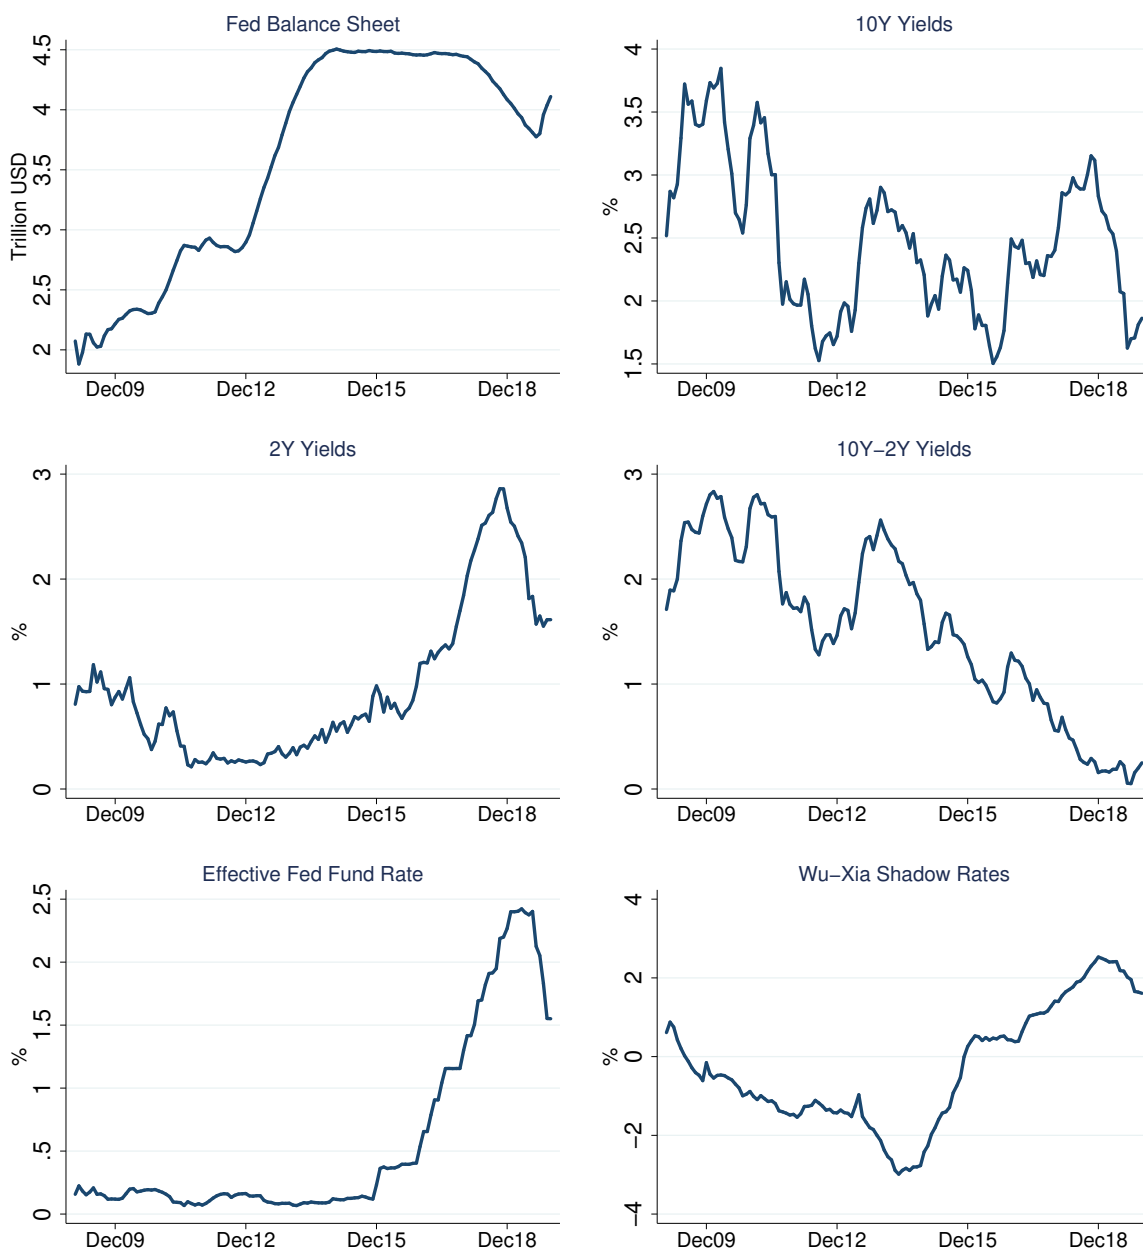 Fed Balance Sheet
Trillion USD
4.5
4
3.5
3
2.5
2
Dec09 Dec12 Dec15 Dec18
10Y Yields
%
4
3.5
3
2.5
2
1.5
Dec09 Dec12 Dec15 Dec18
2Y Yields
%
3
2
1
0
Dec09 Dec12 Dec15 Dec18
10Y−2Y Yields
%
3
2
1
0
Dec09 Dec12 Dec15 Dec18
Effective Fed Fund Rate
%
2.5
2
1.5
1
.5
0
Dec09 Dec12 Dec15 Dec18
Wu−Xia Shadow Rates
%
4
2
0
−2
−4
Dec09 Dec12 Dec15 Dec18